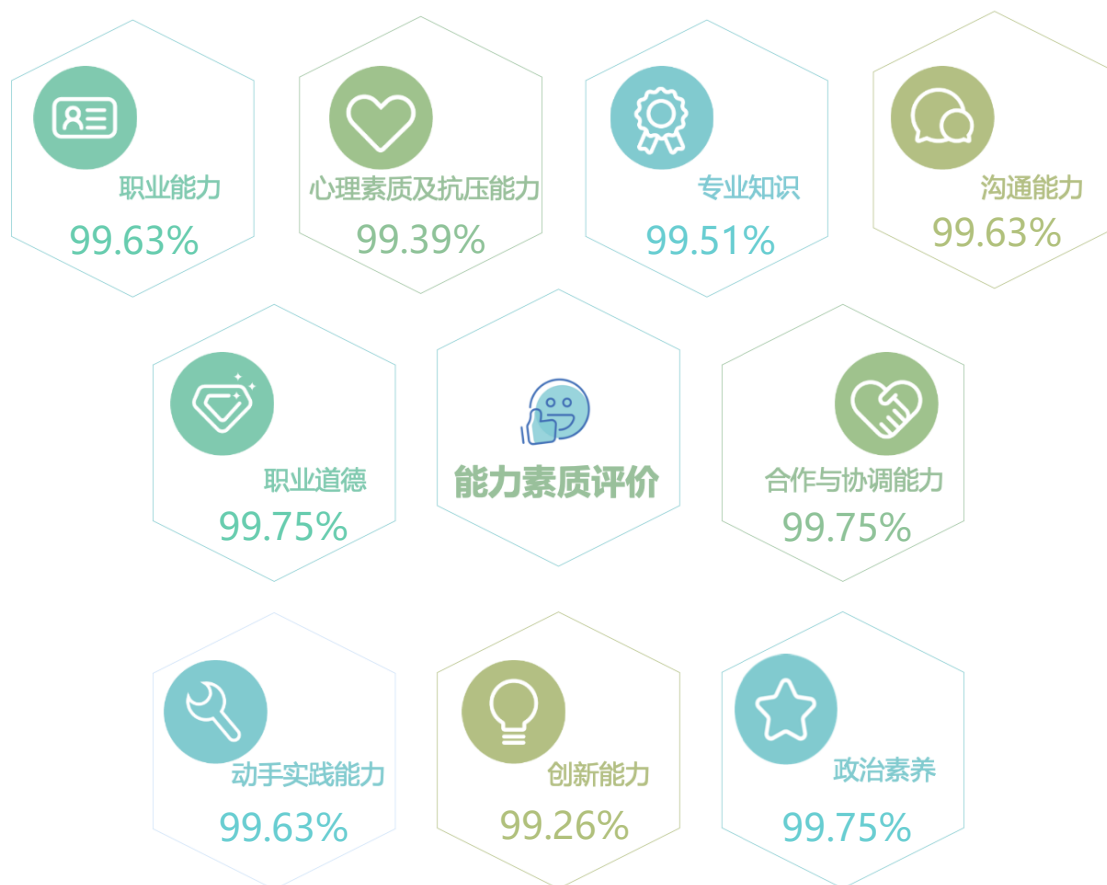 职业能力
99.63%
心理素质及抗压能力
99.39%
专业知识
99.51%
沟通能力
99.63%
职业道德
99.75%
能力素质评价
合作与协调能力
99.75%
动手实践能力
99.63%
创新能力
99.26%
政治素养
99.75%